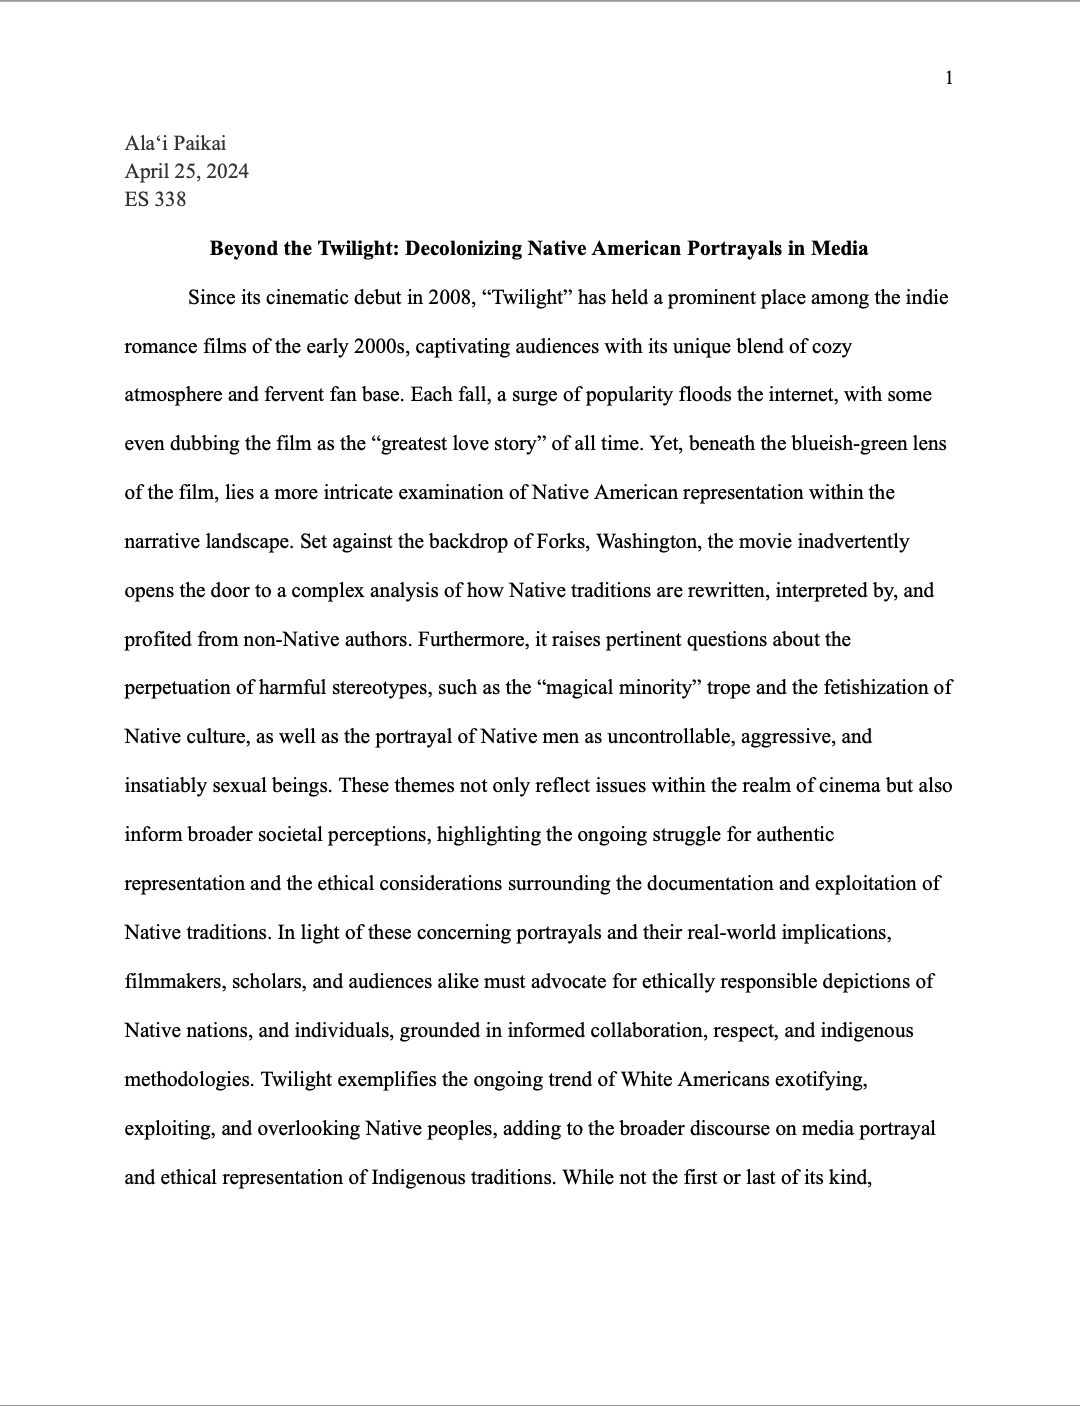 1
Alaʻi Paikai
April 25, 2024
ES 338
Beyond the Twilight: Decolonizing Native American Portrayals in Media
Since its cinematic debut in 2008, “Twilight” has held a prominent place among the indie
romance films of the early 2000s, captivating audiences with its unique blend of cozy
atmosphere and fervent fan base. Each fall, a surge of popularity floods the internet, with some
even dubbing the film as the “greatest love story” of all time. Yet, beneath the blueish-green lens
of the film, lies a more intricate examination of Native American representation within the
narrative landscape. Set against the backdrop of Forks, Washington, the movie inadvertently
opens the door to a complex analysis of how Native traditions are rewritten, interpreted by, and
profited from non-Native authors. Furthermore, it raises pertinent questions about the
perpetuation of harmful stereotypes, such as the “magical minority” trope and the fetishization of
Native culture, as well as the portrayal of Native men as uncontrollable, aggressive, and
insatiably sexual beings. These themes not only reflect issues within the realm of cinema but also
inform broader societal perceptions, highlighting the ongoing struggle for authentic
representation and the ethical considerations surrounding the documentation and exploitation of
Native traditions. In light of these concerning portrayals and their real-world implications,
filmmakers, scholars, and audiences alike must advocate for ethically responsible depictions of
Native nations, and individuals, grounded in informed collaboration, respect, and indigenous
methodologies. Twilight exemplifies the ongoing trend of White Americans exotifying,
exploiting, and overlooking Native peoples, adding to the broader discourse on media portrayal
and ethical representation of Indigenous traditions. While not the first or last of its kind,